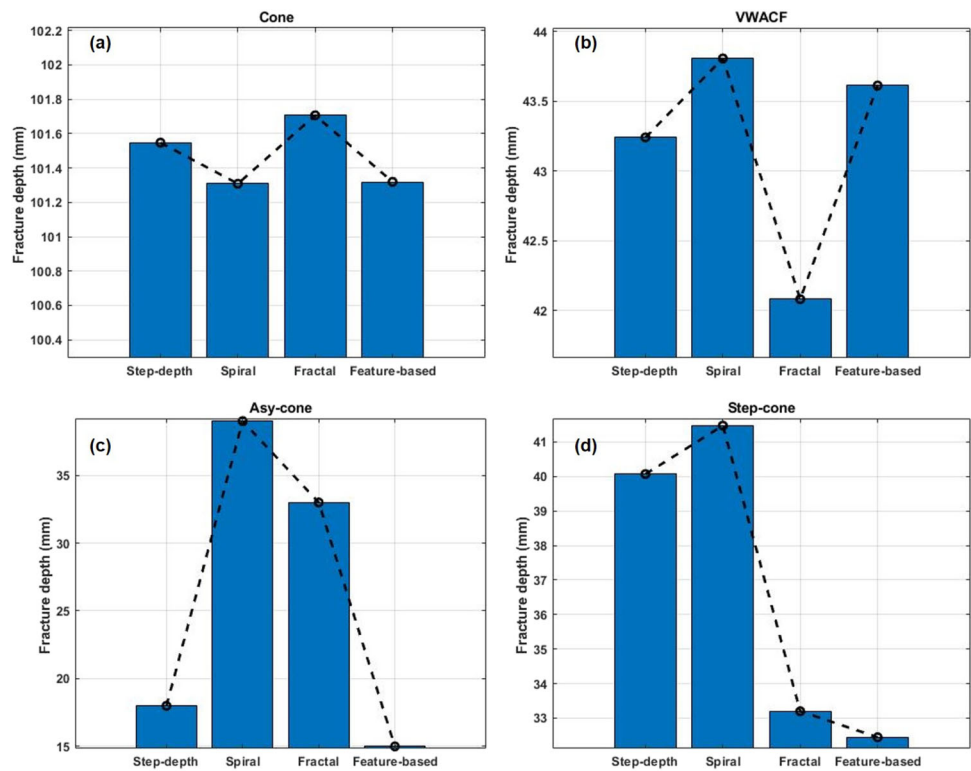 Cone
(a)
Fracture depth (mm)
102.2
102
101.8
101.6
101.4
101.2
101
100.8
100.6
100.4
Step-depth Spiral Fractal Feature-based
VWACF
(b)
Fracture depth (mm)
44
43.5
43
42.5
42
Step-depth Spiral Fractal Feature-based
Asy-cone
(c)
Fracture depth (mm)
35
30
25
20
15
Step-depth Spiral Fractal Feature-based
Step-cone
(d)
Fracture depth (mm)
41
40
39
38
37
36
35
34
33
Step-depth Spiral Fractal Feature-based